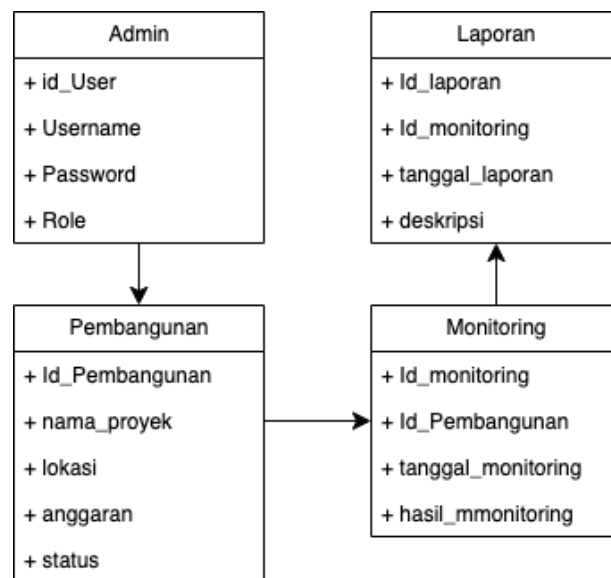 Admin
+ id_User
+ Username
+ Password
+ Role
Laporan
+ Id_laporan
+ Id_monitoring
+ tanggal_laporan
+ deskripsi
Pembangunan
+ Id_Pembangunan
+ nama_proyek
+ lokasi
+ anggaran
+ status
Monitoring
+ Id_monitoring
+ Id_Pembangunan
+ tanggal_monitoring
+ hasil_mmonitoring